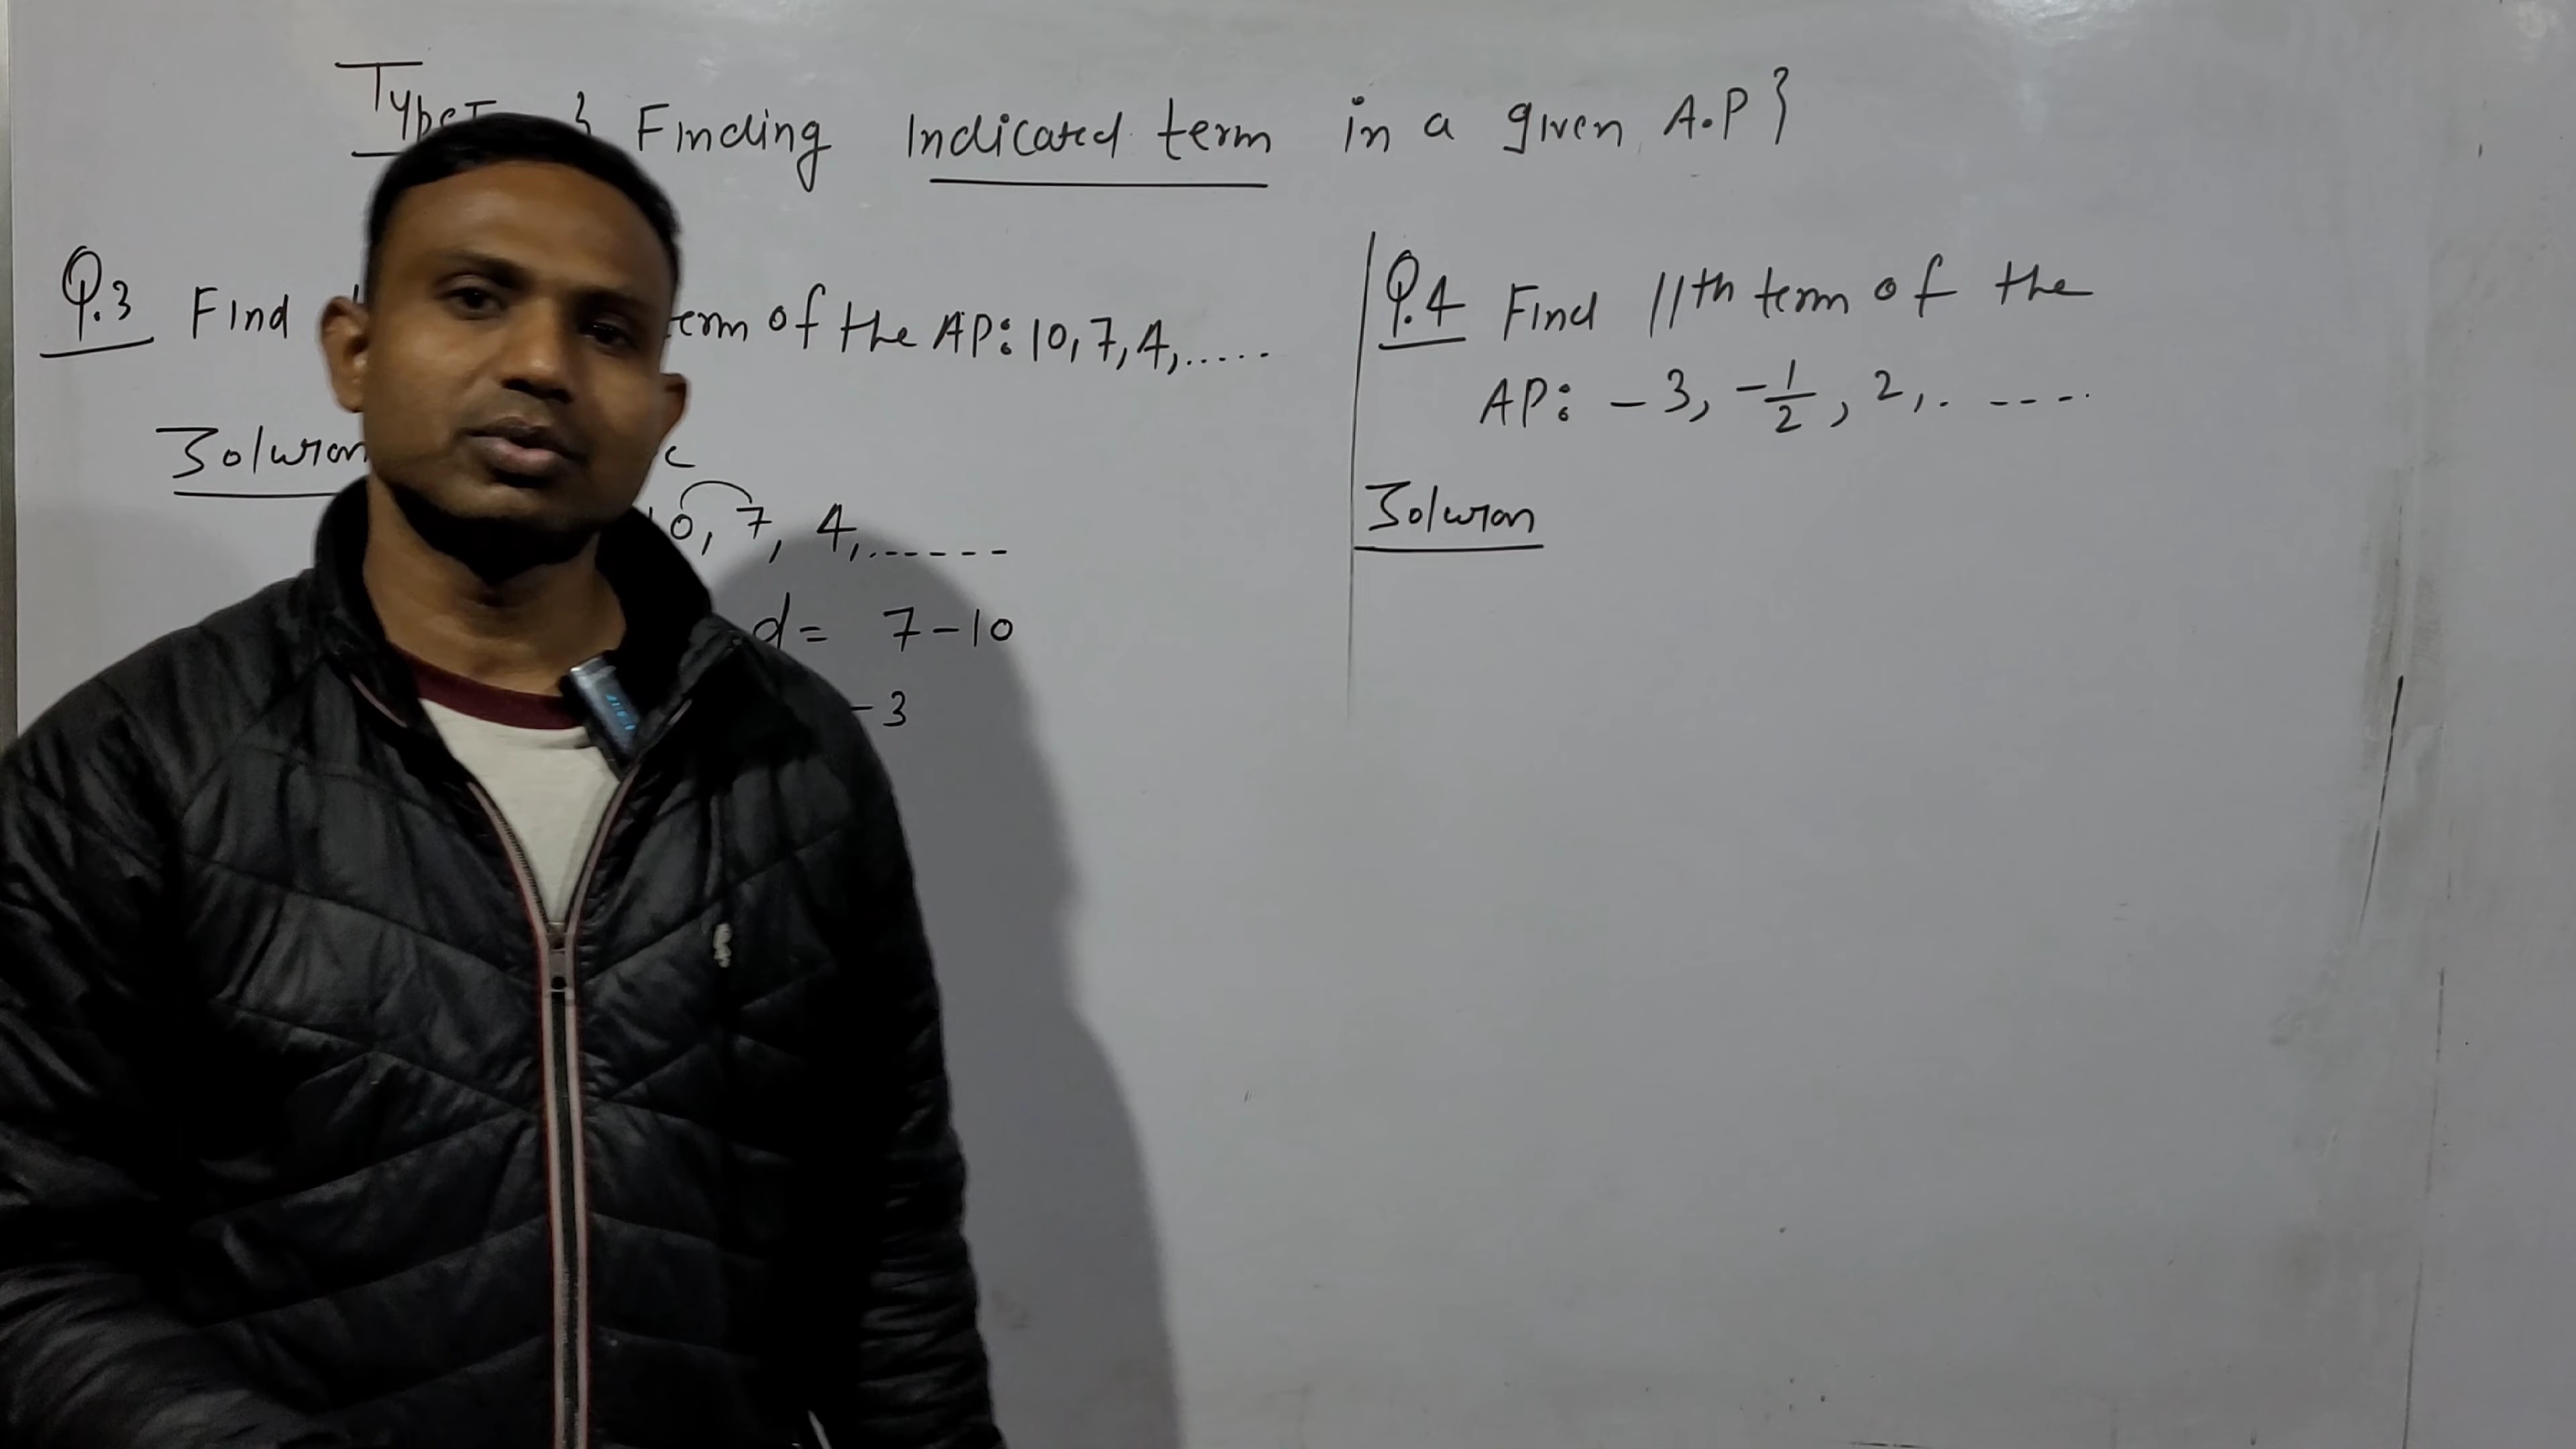 Finding Indicated term in a given A.P}
Q.3 Find term of the AP: 10, 7, 4, .....
Solution
10, 7, 4, ......
d = 7 - 10
-3
Q.4 Find 11th term of the
AP: -3, -1/2, 2, . ....
Solution